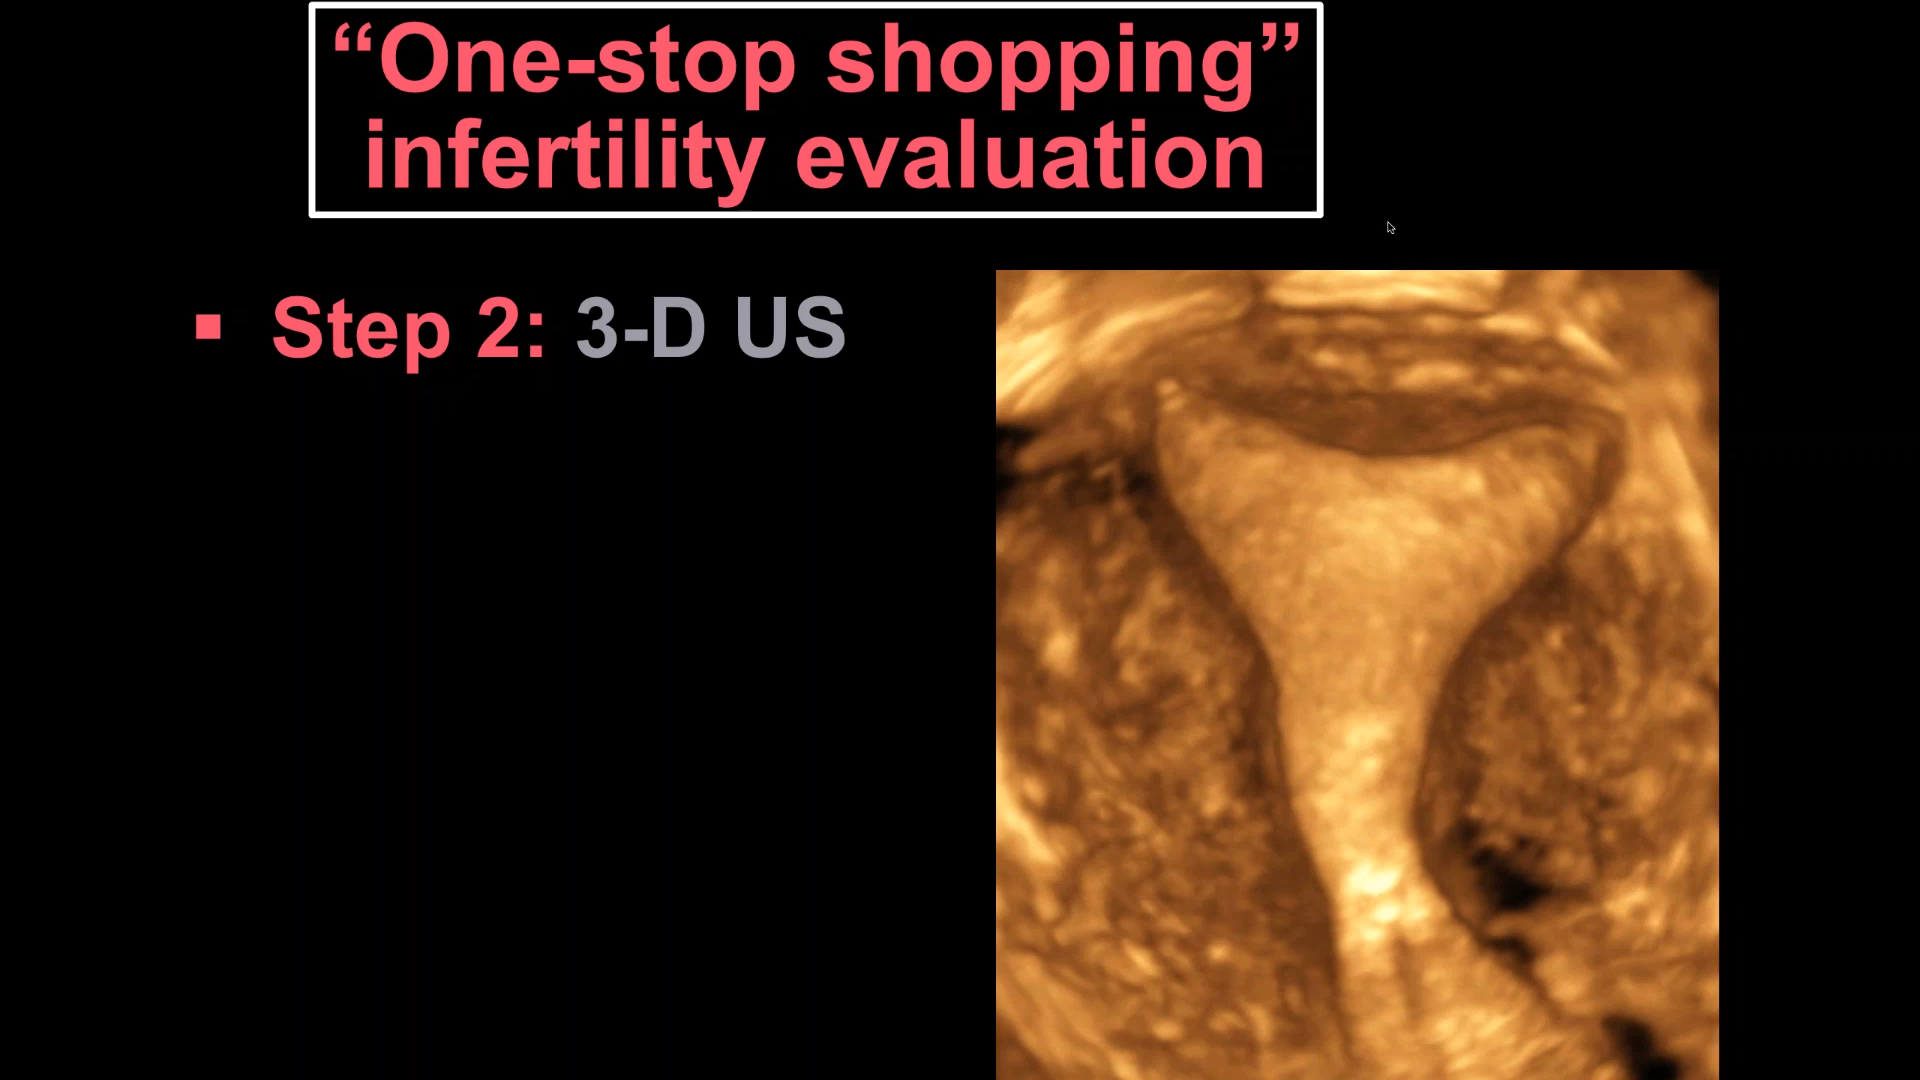 “One-stop shopping”
infertility evaluation
▪ Step 2: 3-D US